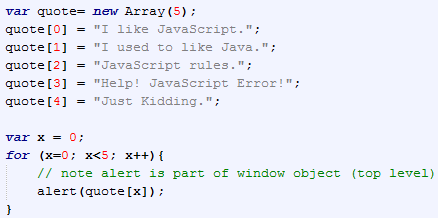 var quote= new Array(5);
quote[0] = "I like JavaScript.";
quote[1] = "I used to like Java.";
quote[2] = "JavaScript rules.";
quote[3] = "Help! JavaScript Error!";
quote[4] = "Just Kidding.";
var x = 0;
for (x=0; x<5; x++){
// note alert is part of window object (top level)
alert(quote[x]);
}